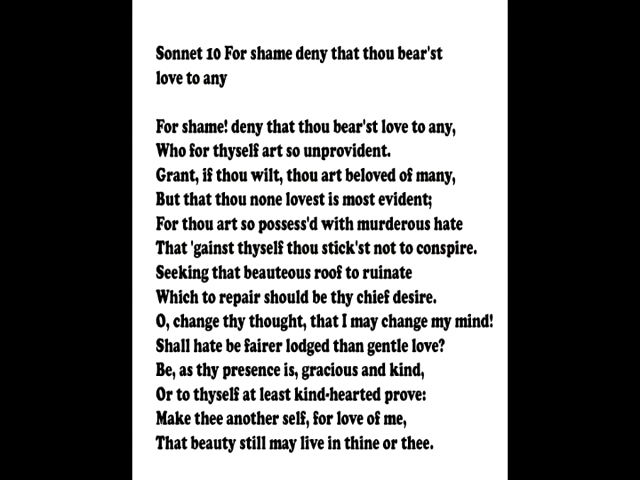 Sonnet 10 For shame deny that thou bear'st
love to any
For shame! deny that thou bear'st love to any,
Who for thyself art so unprovident.
Grant, if thou wilt, thou art beloved of many,
But that thou none lovest is most evident;
For thou art so possess'd with murderous hate
That 'gainst thyself thou stick'st not to conspire.
Seeking that beauteous roof to ruinate
Which to repair should be thy chief desire.
O, change thy thought, that I may change my mind!
Shall hate be fairer lodged than gentle love?
Be, as thy presence is, gracious and kind,
Or to thyself at least kind-hearted prove:
Make thee another self, for love of me,
That beauty still may live in thine or thee.